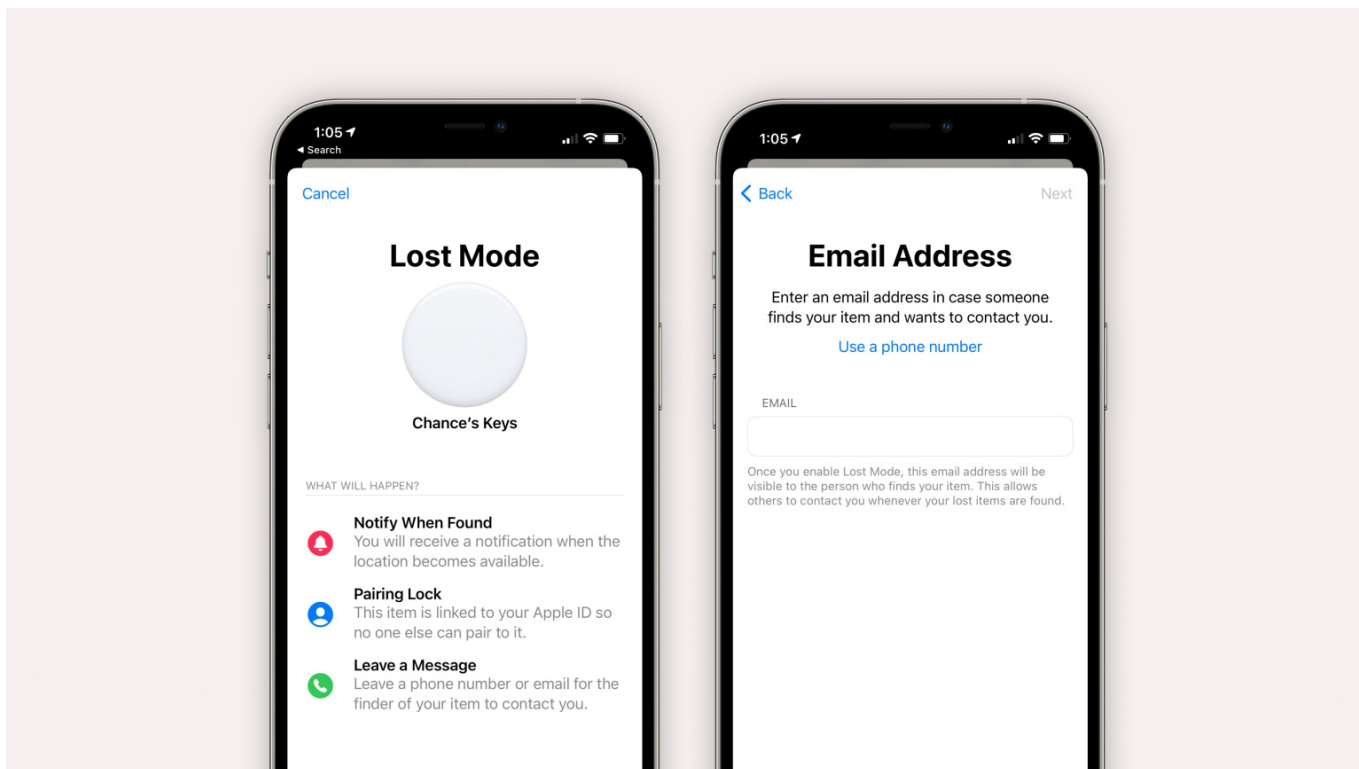 1:05
Search
Cancel
Lost Mode
Chance's Keys
WHAT WILL HAPPEN?
Notify When Found
You will receive a notification when the
location becomes available.
Pairing Lock
This item is linked to your Apple ID so
no one else can pair to it.
Leave a Message
Leave a phone number or email for the
finder of your item to contact you.
1:05
Back
Next
Email Address
Enter an email address in case someone
finds your item and wants to contact you.
Use a phone number
EMAIL
Once you enable Lost Mode, this email address will be
visible to the person who finds your item. This allows
others to contact you whenever your lost items are found.